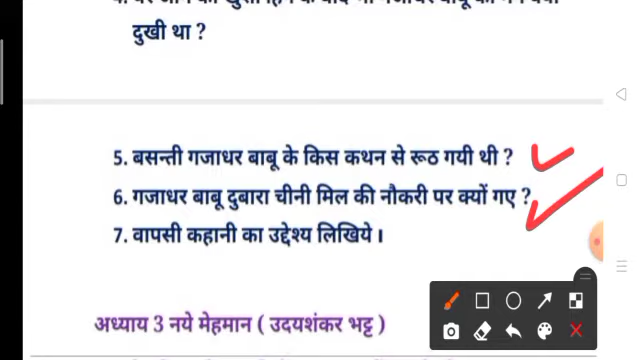 दुखी था ?
5. बसन्ती गजाधर बाबू के किस कथन से रूठ गयी थी ?
6. गजाधर बाबू दुबारा चीनी मिल की नौकरी पर क्यों गए ?
7. वापसी कहानी का उद्देश्य लिखिये ।
अध्याय 3 नये मेहमान ( उदयशंकर भट्ट )